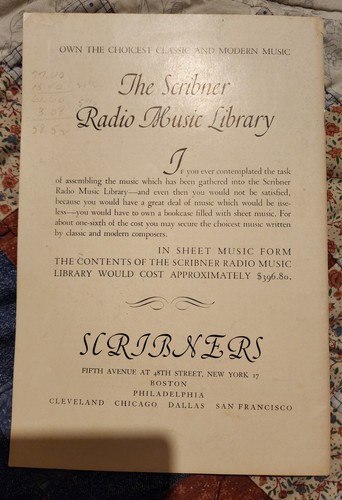 OWN THE CHOICEST CLASSIC AND MODERN MUSIC
The Scribner
Radio Music Library
If you ever contemplated the task
of assembling the music which has been gathered into the Scribner
Radio Music Library—and even then you would not be satisfied,
because you would have a great deal of music which would be use-
less—you would have to own a bookcase filled with sheet music. For
about one-sixth of the cost you may secure the choicest music written
by classic and modern composers.
IN SHEET MUSIC FORM
THE CONTENTS OF THE SCRIBNER RADIO MUSIC
LIBRARY WOULD COST APPROXIMATELY $396.80.
SCRIBNERS
FIFTH AVENUE AT 48TH STREET, NEW YORK 17
BOSTON
PHILADELPHIA
CLEVELAND CHICAGO DALLAS SAN FRANCISCO